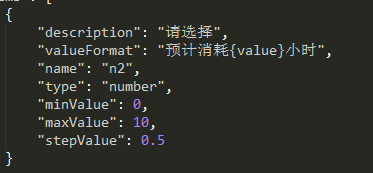 {
"description": "请选择",
"valueFormat": "预计消耗{value}小时",
"name": "n2",
"type": "number",
"minValue": 0,
"maxValue": 10,
"stepValue": 0.5
}